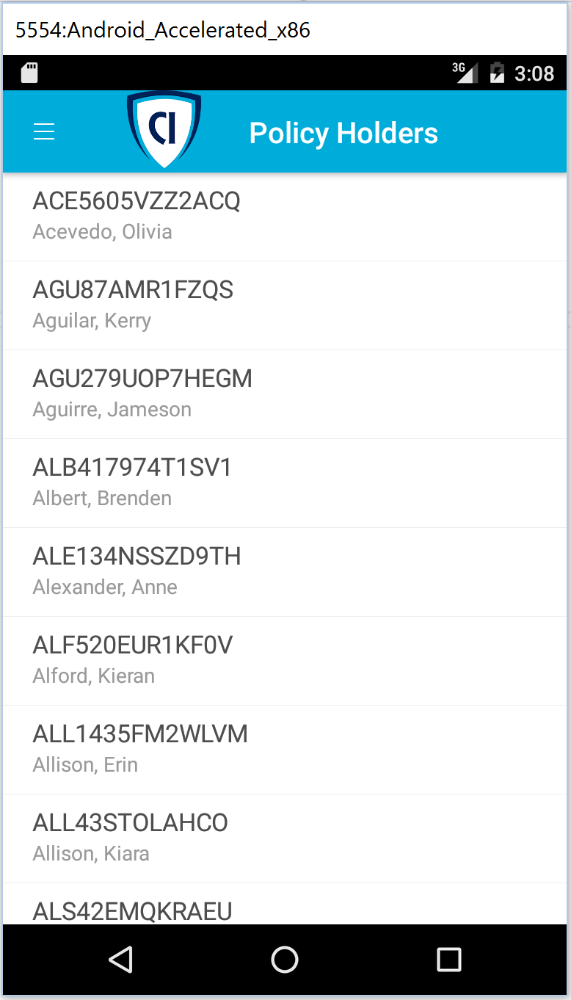 5554:Android_Accelerated_x86
3G 3:08
CI Policy Holders
ACE5605VZZ2ACQ
Acevedo, Olivia
AGU87AMR1FZQS
Aguilar, Kerry
AGU279UOP7HEGM
Aguirre, Jameson
ALB417974T1SV1
Albert, Brenden
ALE134NSSZD9TH
Alexander, Anne
ALF520EUR1KF0V
Alford, Kieran
ALL1435FM2WLVM
Allison, Erin
ALL43STOLAHCO
Allison, Kiara
ALS42EMQKRAEU